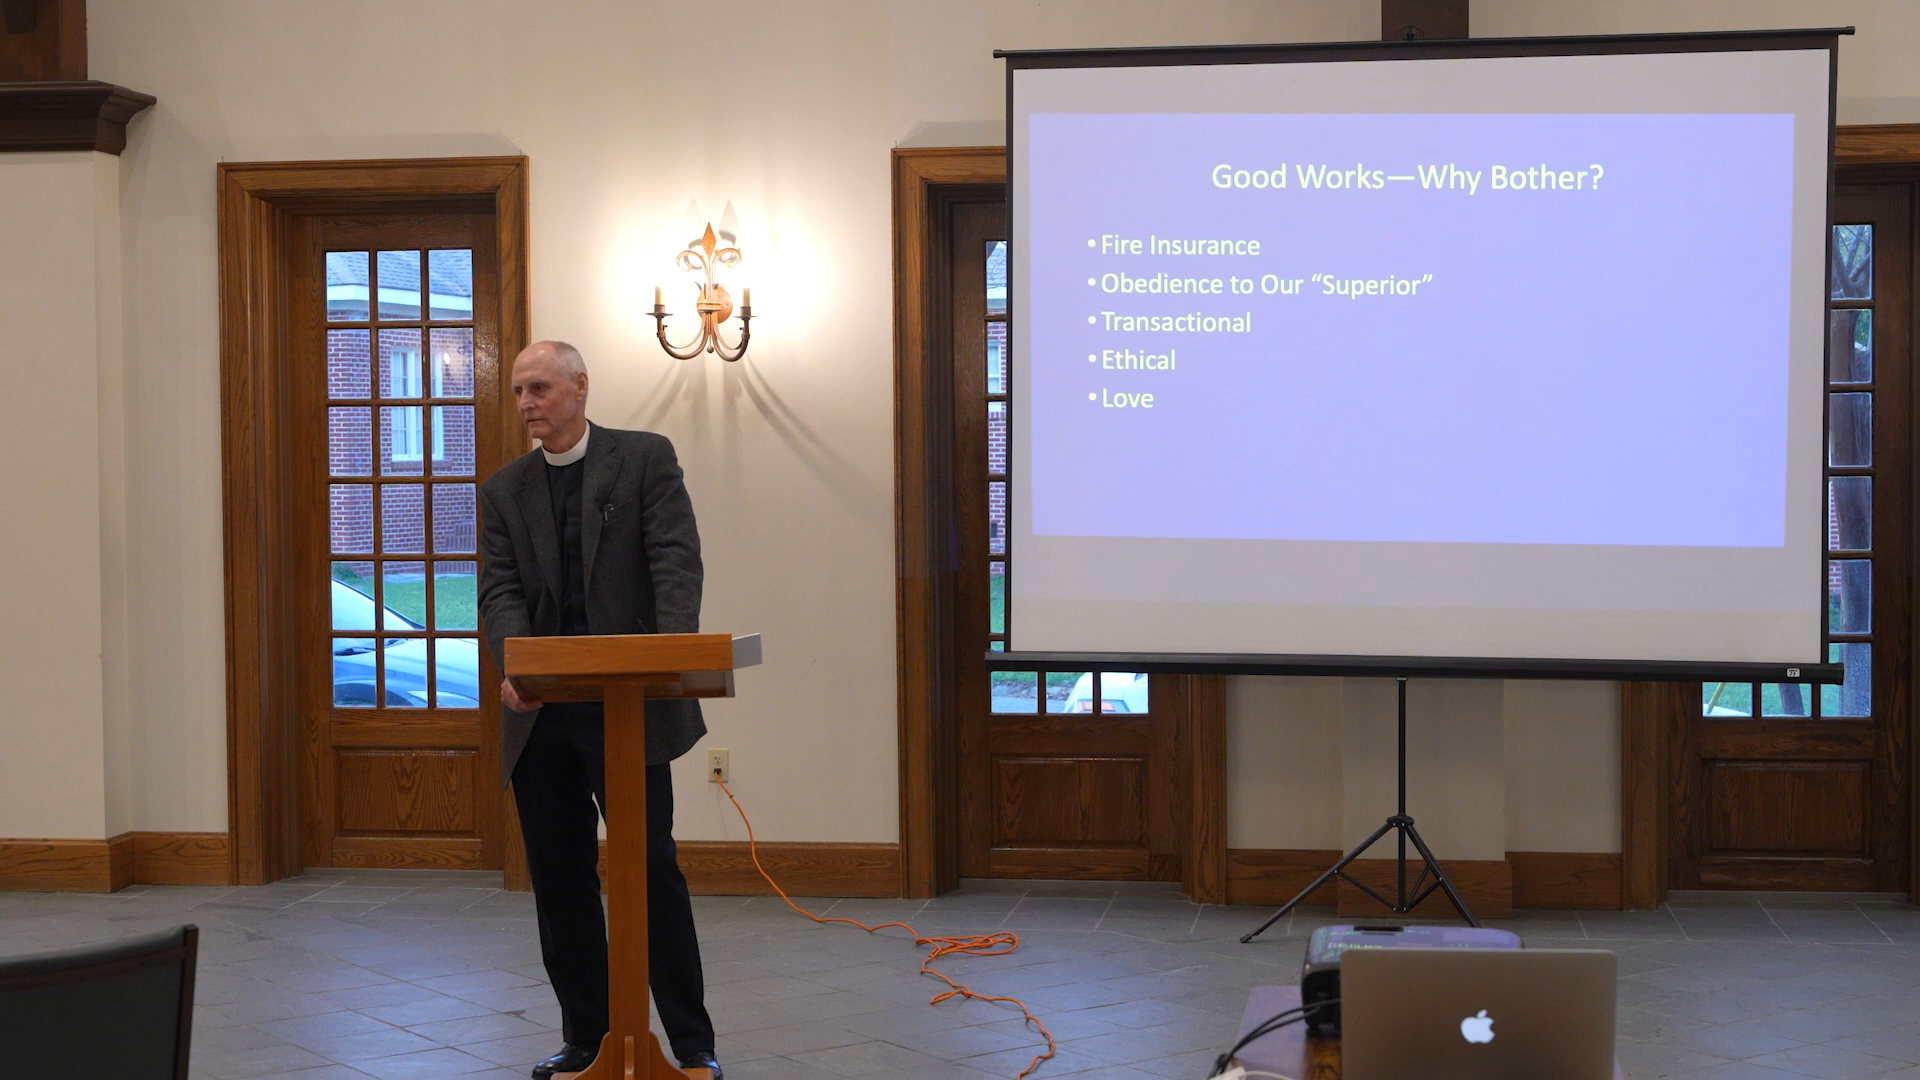 Good Works—Why Bother?
• Fire Insurance
• Obedience to Our “Superior”
• Transactional
• Ethical
• Love